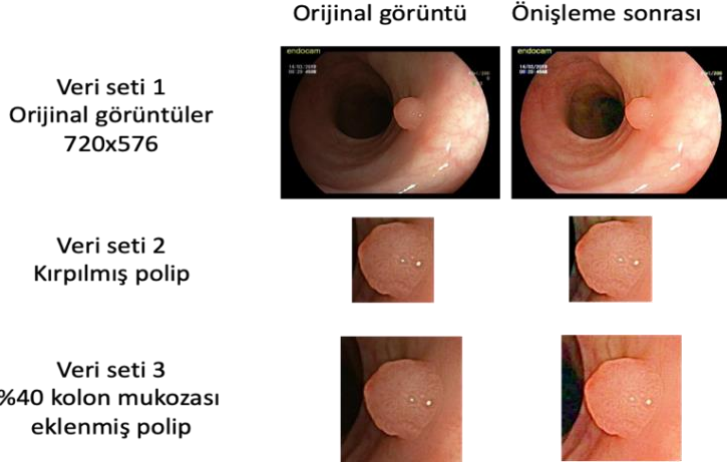 Orijinal görüntü Önişleme sonrası
endocam endocam
Veri seti 1
Orijinal görüntüler
720x576
Veri seti 2
Kırpılmış polip
Veri seti 3
%40 kolon mukozası
eklenmiş polip